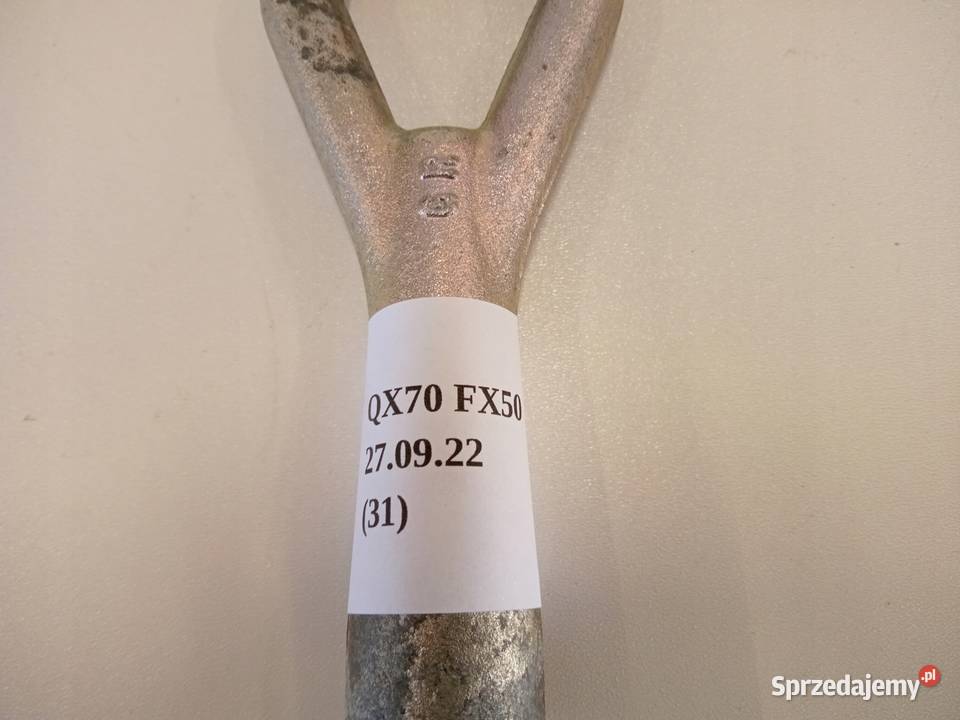 QX70 FX50
27.09.22
(31)
Sprzedajemy.pl